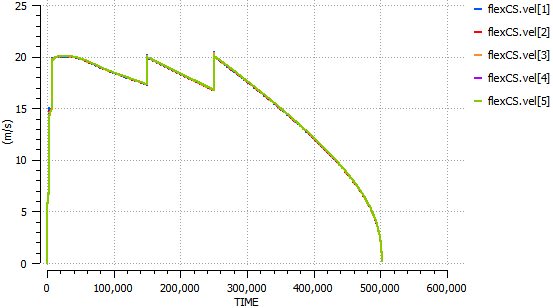 25
20
15
10
5
0
(m/s)
0
100,000
200,000
300,000
400,000
500,000
600,000
TIME
flexCS.vel[1]
flexCS.vel[2]
flexCS.vel[3]
flexCS.vel[4]
flexCS.vel[5]